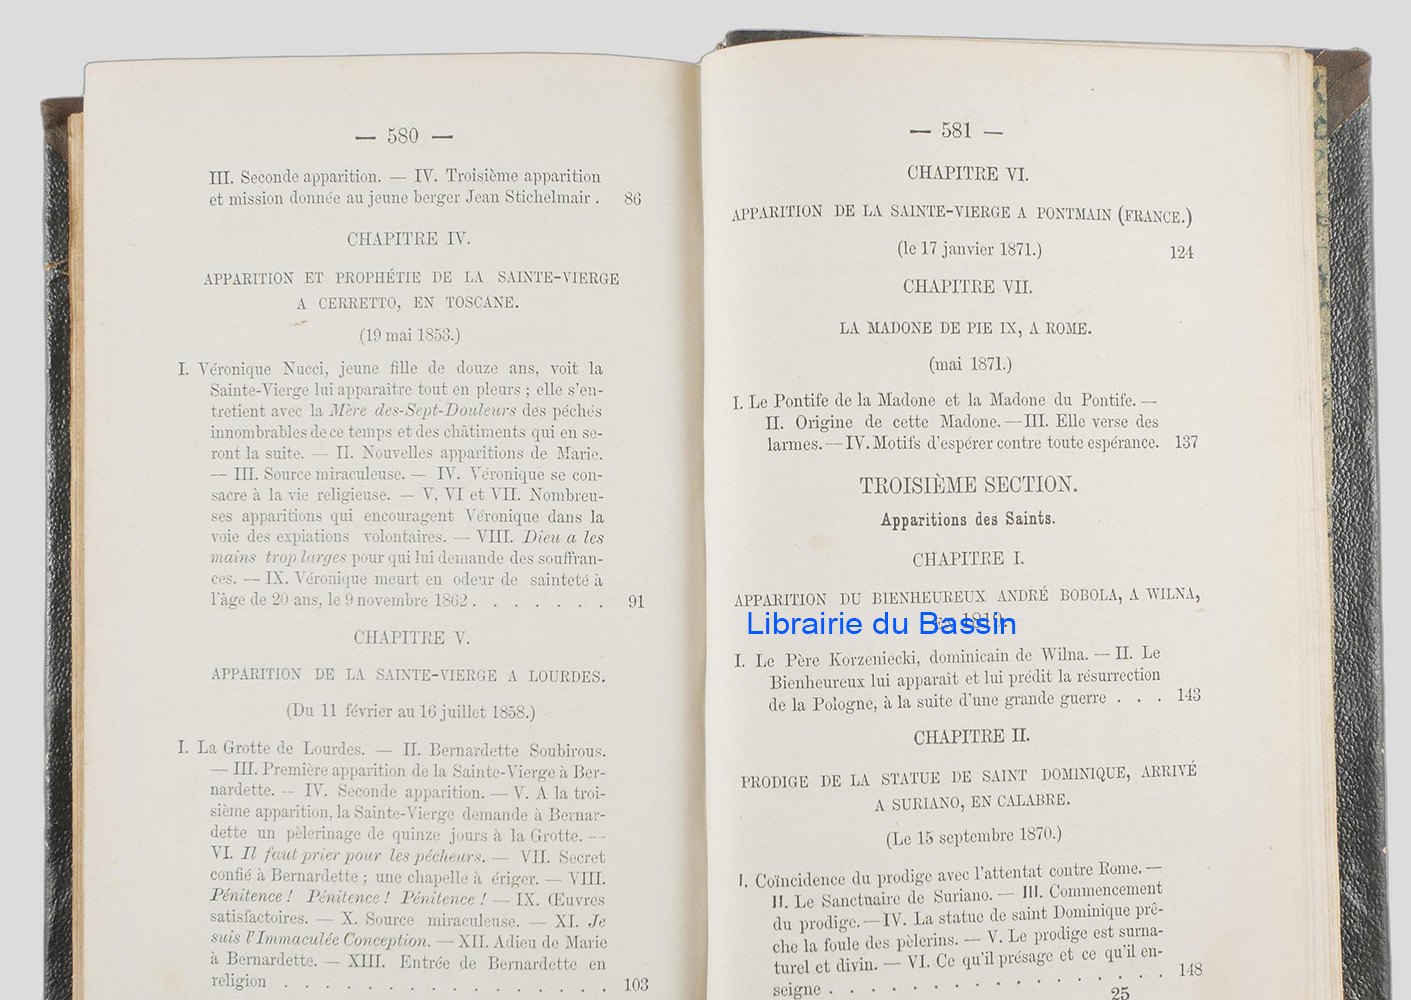 — 580 —
III. Seconde apparition. — IV. Troisième apparition
et mission donnée au jeune berger Jean Stichelmair . 86
CHAPITRE IV.
APPARITION ET PROPHÉTIE DE LA SAINTE-VIERGE
A CERRETTO, EN TOSCANE.
(19 mai 1853.)
I. Véronique Nucci, jeune fille de douze ans, voit la
Sainte-Vierge lui apparaître tout en pleurs ; elle s'en-
tretient avec la Mère des-Sept-Douleurs des péchés
innombrables de ce temps et des châtiments qui en se-
ront la suite. — II. Nouvelles apparitions de Marie.
— III. Source miraculeuse. — IV. Véronique se con-
sacre à la vie religieuse. — V, VI et VII. Nombreu-
ses apparitions qui encouragent Véronique dans la
voie des expiations volontaires. — VIII. Dieu a les
mains trop larges pour qui lui demande des souffran-
ces. — IX. Véronique meurt en odeur de sainteté à
l'âge de 20 ans, le 9 novembre 1862 . . . . . . . 91
CHAPITRE V.
APPARITION DE LA SAINTE-VIERGE A LOURDES.
(Du 11 février au 16 juillet 1858.)
I. La Grotte de Lourdes. — II. Bernardette Soubirous.
— III. Première apparition de la Sainte-Vierge à Ber-
nardette. — IV. Seconde apparition. — V. A la troi-
sième apparition, la Sainte-Vierge demande à Bernar-
dette un pèlerinage de quinze jours à la Grotte. —
VI. Il faut prier pour les pécheurs. — VII. Secret
confié à Bernardette ; une chapelle à ériger. — VIII.
Pénitence ! Pénitence ! Pénitence ! — IX. Œuvres
satisfactoires. — X. Source miraculeuse. — XI. Je
suis l'Immaculée Conception. — XII. Adieu de Marie
à Bernardette. — XIII. Entrée de Bernardette en
religion . . . . . . . . . . . . . 103
— 581 —
CHAPITRE VI.
APPARITION DE LA SAINTE-VIERGE A PONTMAIN (FRANCE.)
(le 17 janvier 1871.) 124
CHAPITRE VII.
LA MADONE DE PIE IX, A ROME.
(mai 1871.)
I. Le Pontife de la Madone et la Madone du Pontife. —
II. Origine de cette Madone. — III. Elle verse des
larmes. — IV. Motifs d'espérer contre toute espérance. 137
TROISIÈME SECTION.
Apparitions des Saints.
CHAPITRE I.
APPARITION DU BIENHEUREUX ANDRÉ BOBOLA, A WILNA,
Librairie du Bassin
I. Le Père Korzeniecki, dominicain de Wilna. — II. Le
Bienheureux lui apparaît et lui prédit la résurrection
de la Pologne, à la suite d'une grande guerre . . . 143
CHAPITRE II.
PRODIGE DE LA STATUE DE SAINT DOMINIQUE, ARRIVÉ
A SURIANO, EN CALABRE.
(Le 15 septembre 1870.)
I. Coïncidence du prodige avec l'attentat contre Rome. —
II. Le Sanctuaire de Suriano. — III. Commencement
du prodige. — IV. La statue de saint Dominique prê-
che la foule des pèlerins. — V. Le prodige est surna-
turel et divin. — VI. Ce qu'il présage et ce qu'il en-
seigne . . . . . . . . . . . . . 148
25